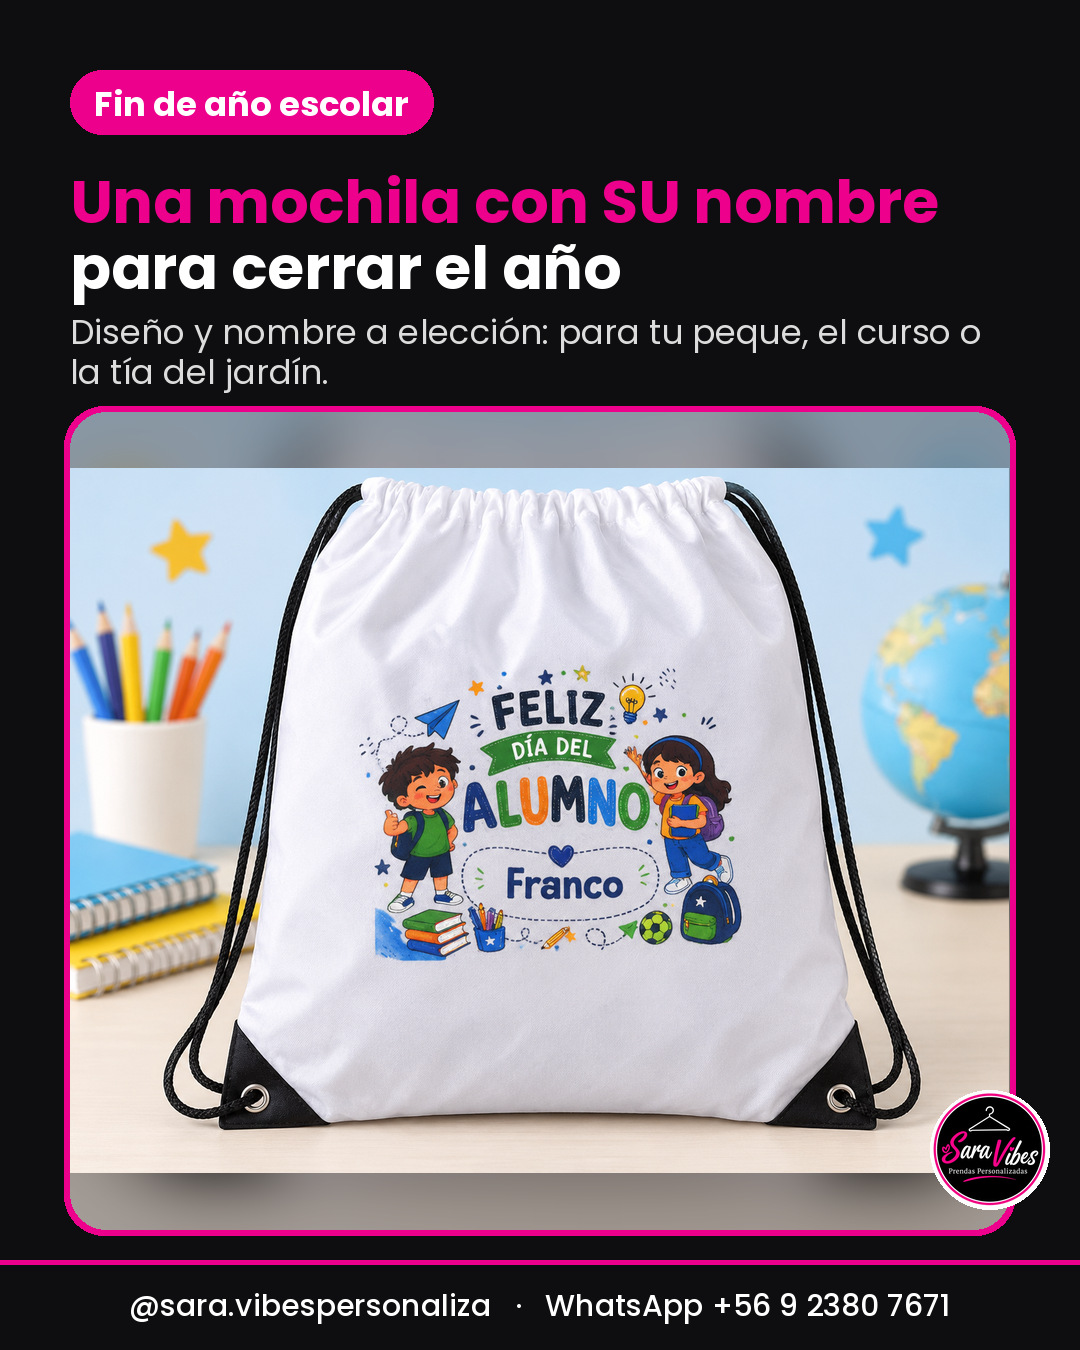 Fin de año escolar
Una mochila con SU nombre
para cerrar el año
Diseño y nombre a elección: para tu peque, el curso o
la tía del jardín.
FELIZ
DÍA DEL
ALUMNO
Franco
Sara Vibes
Prendas Personalizadas
@sara.vibespersonaliza · WhatsApp +56 9 2380 7671